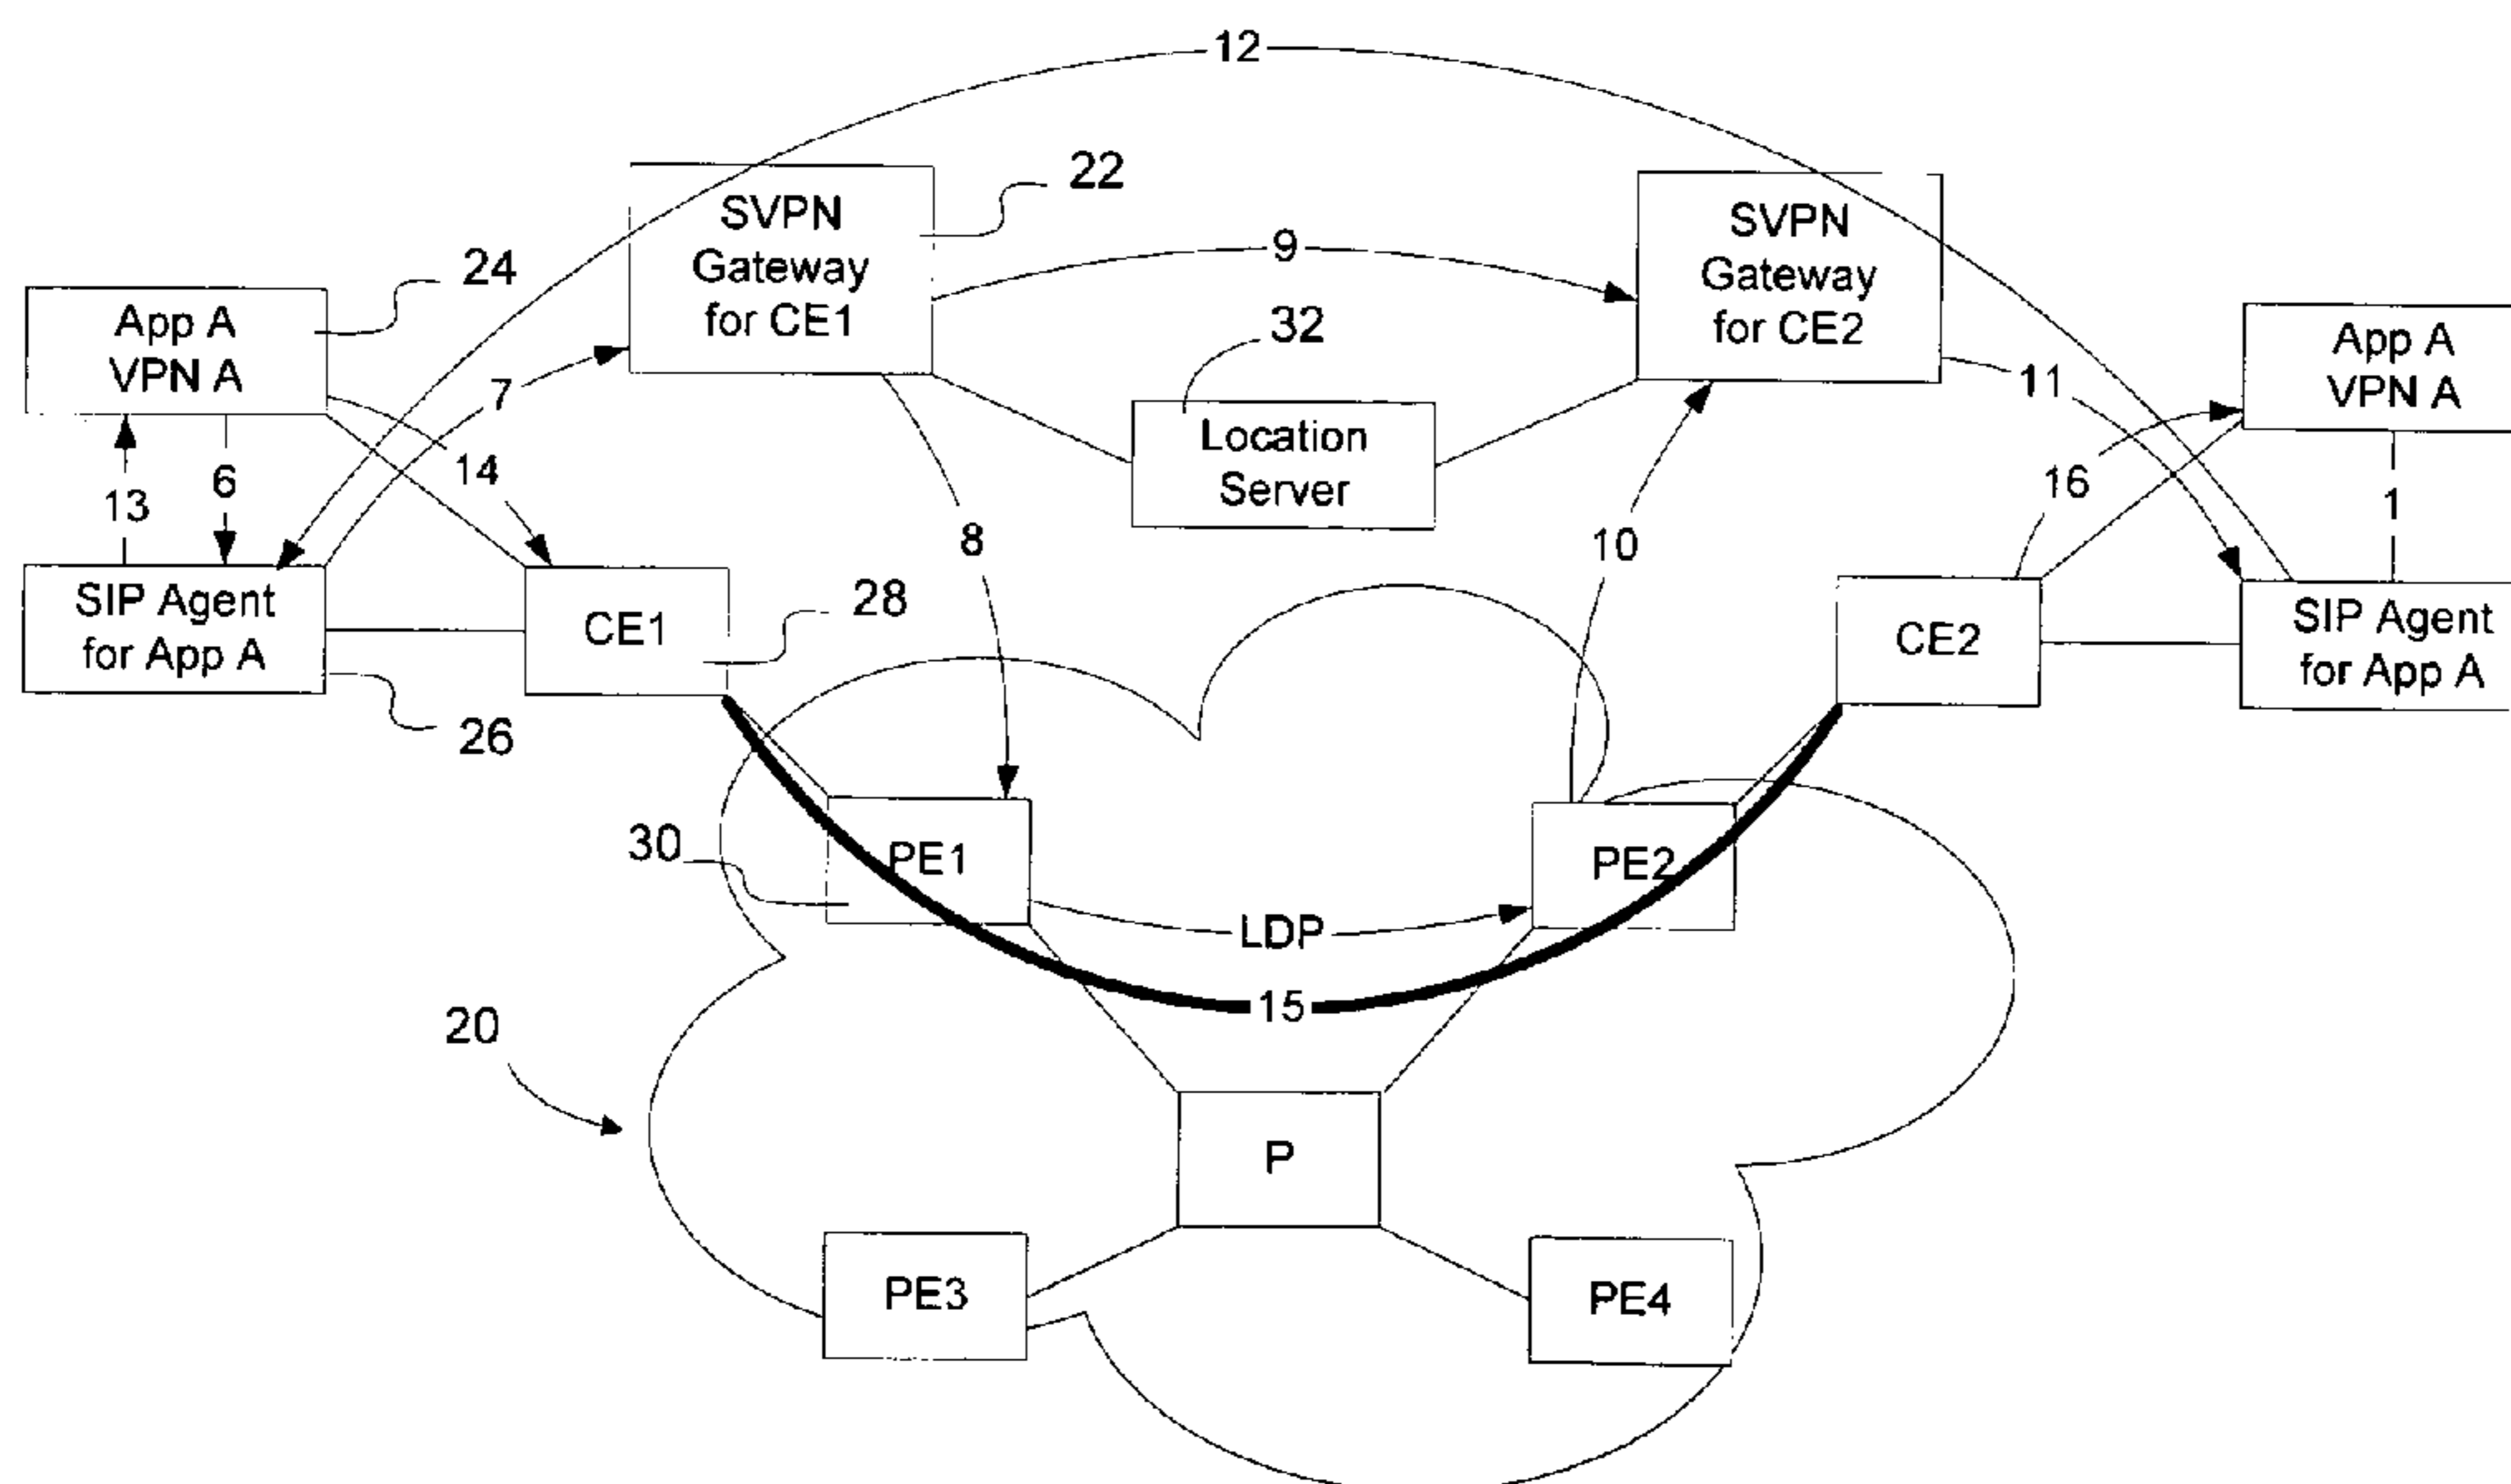 12
22
SVPN
Gateway
for CE1
SVPN
Gateway
for CE2
9
24
32
App A
VPN A
App A
VPN A
7
11
Location
Server
14
13
6
16
1
8
10
SIP Agent
for App A
CE1
28
CE2
SIP Agent
for App A
26
30
PE1
PE2
LDP
15
20
P
PE3
PE4